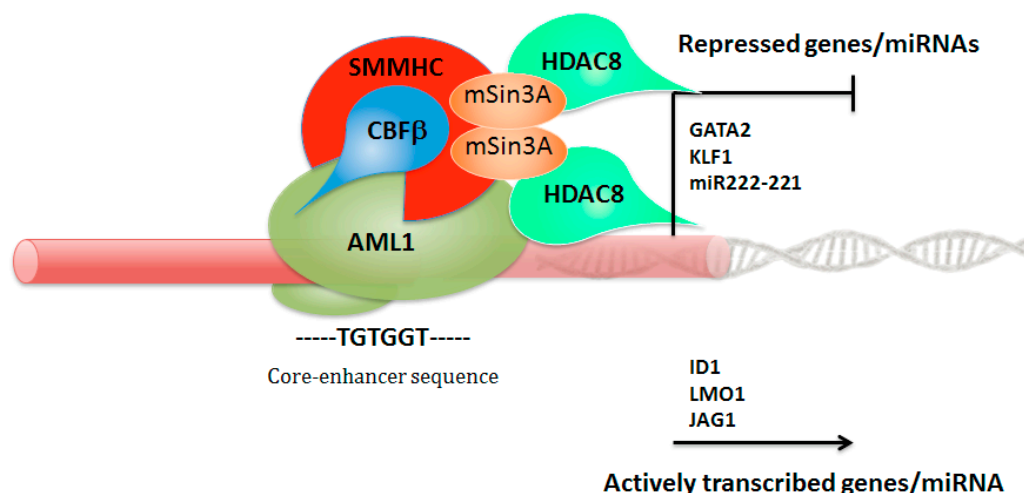 Repressed genes/miRNAs
SMMHC
HDAC8
mSin3A
CBFβ
mSin3A
GATA2
KLF1
miR222-221
HDAC8
AML1
-----TGTGGT-----
Core-enhancer sequence
ID1
LMO1
JAG1
Actively transcribed genes/miRNA